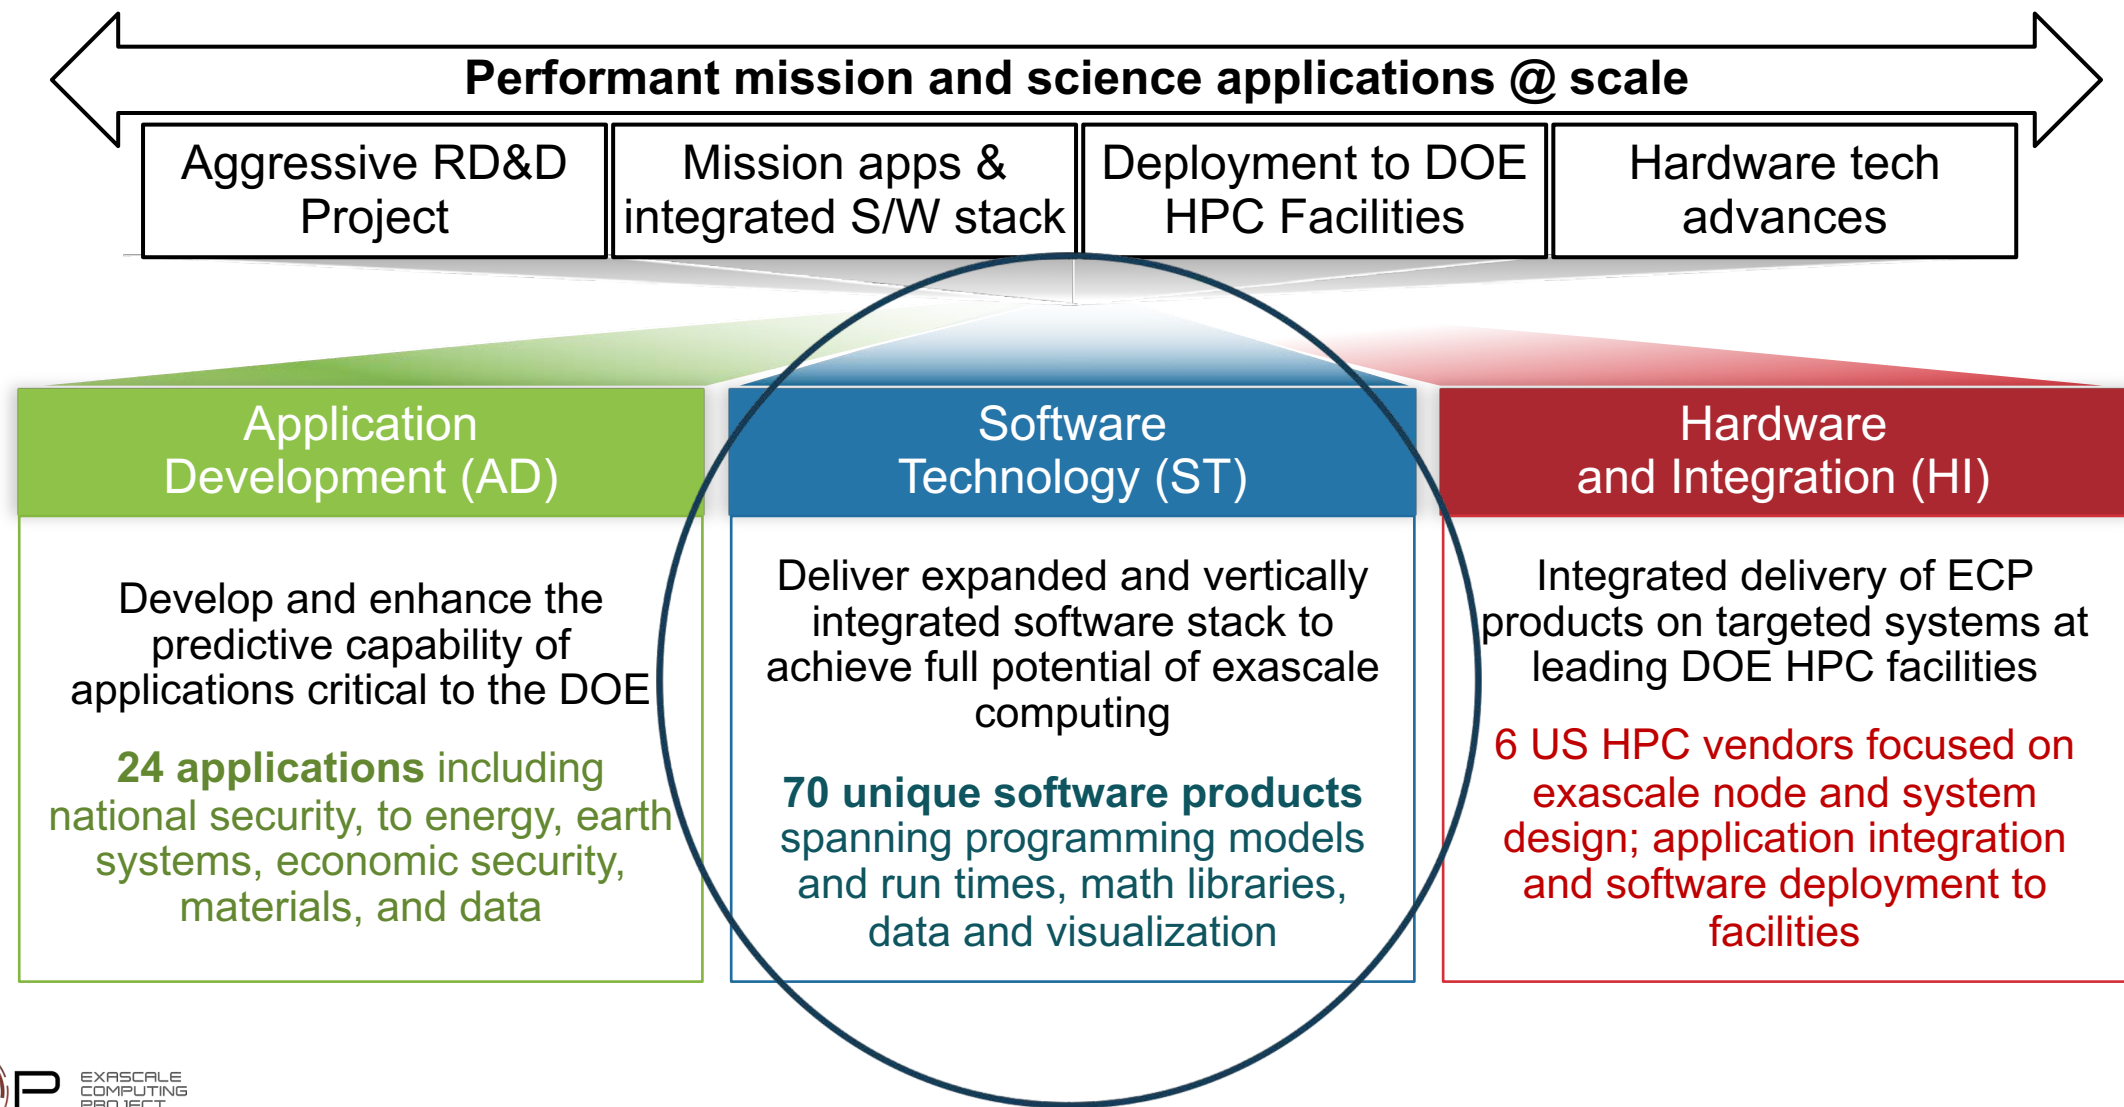 Performant mission and science applications @ scale
Aggressive RD&D
Project
Mission apps &
integrated S/W stack
Deployment to DOE
HPC Facilities
Hardware tech
advances
Application
Development (AD)
Develop and enhance the
predictive capability of
applications critical to the DOE
24 applications including
national security, to energy, earth
systems, economic security,
materials, and data
Software
Technology (ST)
Deliver expanded and vertically
integrated software stack to
achieve full potential of exascale
computing
70 unique software products
spanning programming models
and run times, math libraries,
data and visualization
Hardware
and Integration (HI)
Integrated delivery of ECP
products on targeted systems at
leading DOE HPC facilities
6 US HPC vendors focused on
exascale node and system
design; application integration
and software deployment to
facilities
P
EXASCALE
COMPUTING
PROJECT